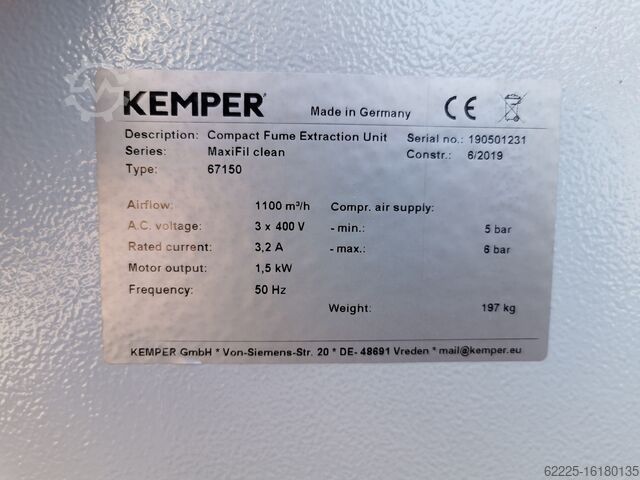 KEMPER Made in Germany CE
Description: Compact Fume Extraction Unit Serial no.: 190501231
Series: MaxiFil clean Constr.: 6/2019
Type: 67150
Airflow: 1100 m³/h Compr. air supply:
A.C. voltage: 3 x 400 V - min.: 5 bar
Rated current: 3,2 A - max.: 6 bar
Motor output: 1,5 kW
Frequency: 50 Hz
Weight: 197 kg
KEMPER GmbH * Von-Siemens-Str. 20 * DE- 48691 Vreden * mail@kemper.eu
62225-16180135